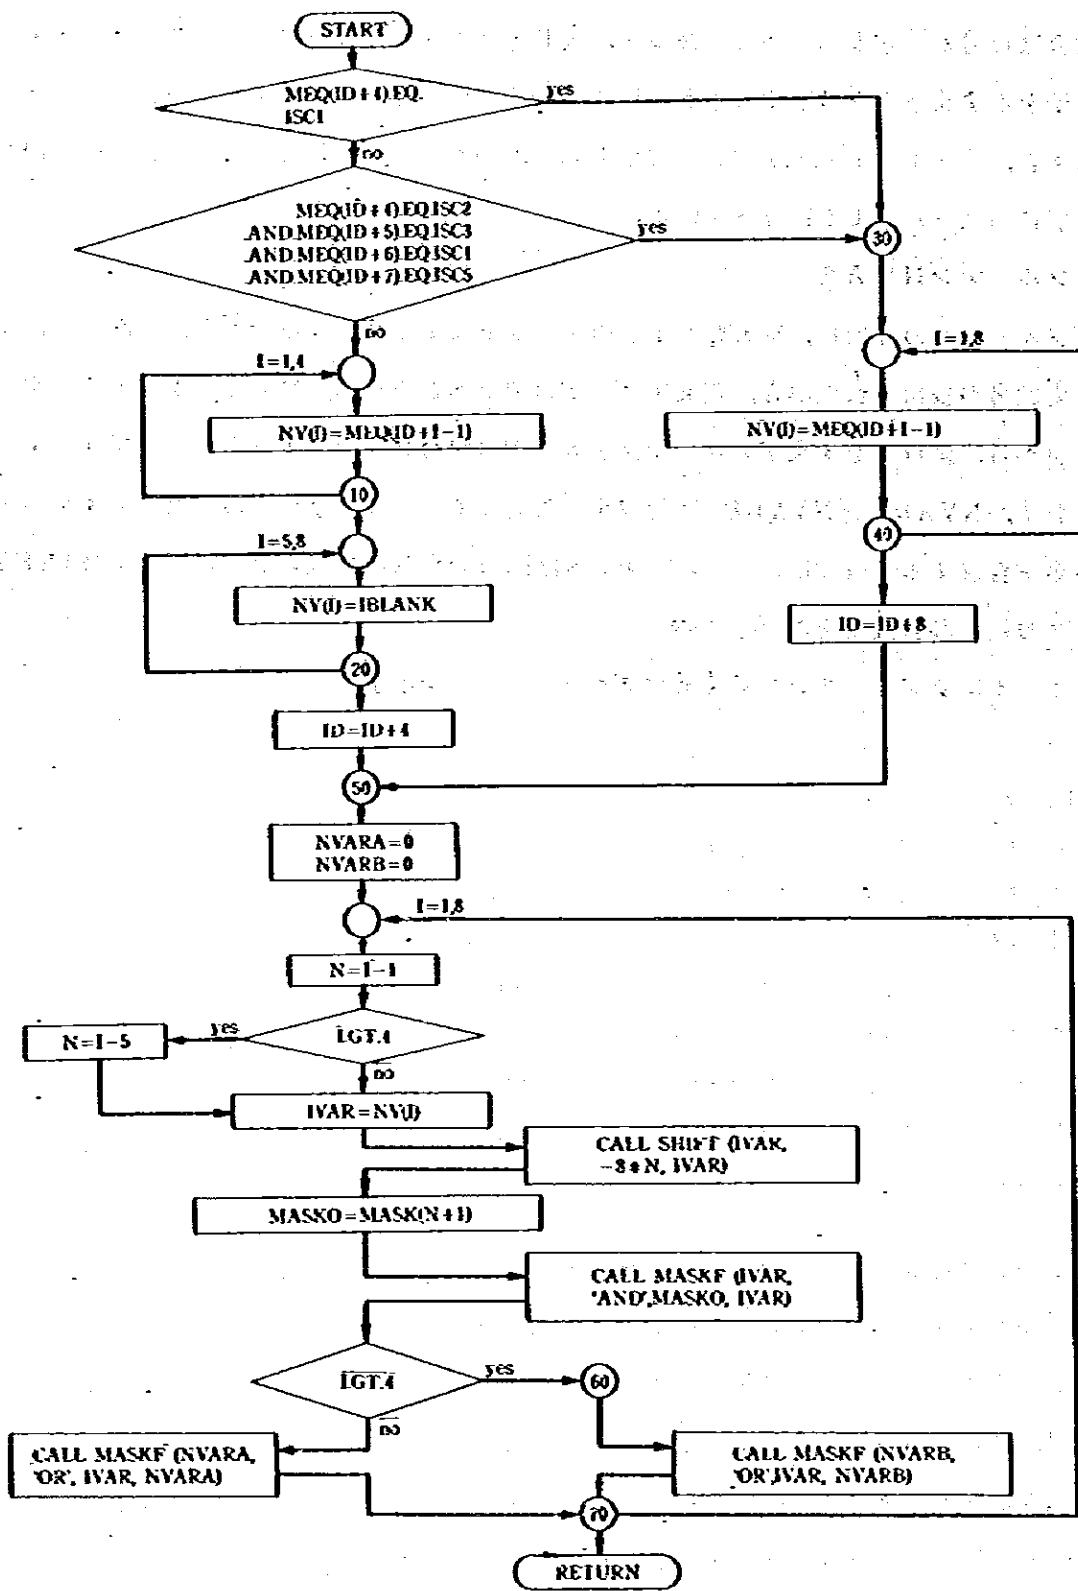 START
MEQ(ID+4).EQ.
ISC1
yes
no
MEQ(ID+4).EQ.ISC2
.AND.MEQ(ID+5).EQ.ISC3
.AND.MEQ(ID+6).EQ.ISC1
.AND.MEQ(ID+7).EQ.ISC5
yes
30
no
I=1,4
I=1,8
NV(I)=MEQ(ID+I-1)
NV(I)=MEQ(ID+I-1)
10
40
I=5,8
NV(I)=IBLANK
ID=ID+8
20
ID=ID+4
50
NVARA=0
NVARB=0
I=1,8
N=I-1
N=I-5
yes
I.GT.4
no
IVAR=NV(I)
CALL SHIFT (IVAR,
-8*N, IVAR)
MASKO=MASK(N+1)
CALL MASKF (IVAR,
'AND',MASKO, IVAR)
I.GT.4
yes
60
no
CALL MASKF (NVARA,
'OR', IVAR, NVARA)
CALL MASKF (NVARB,
'OR',IVAR, NVARB)
70
RETURN